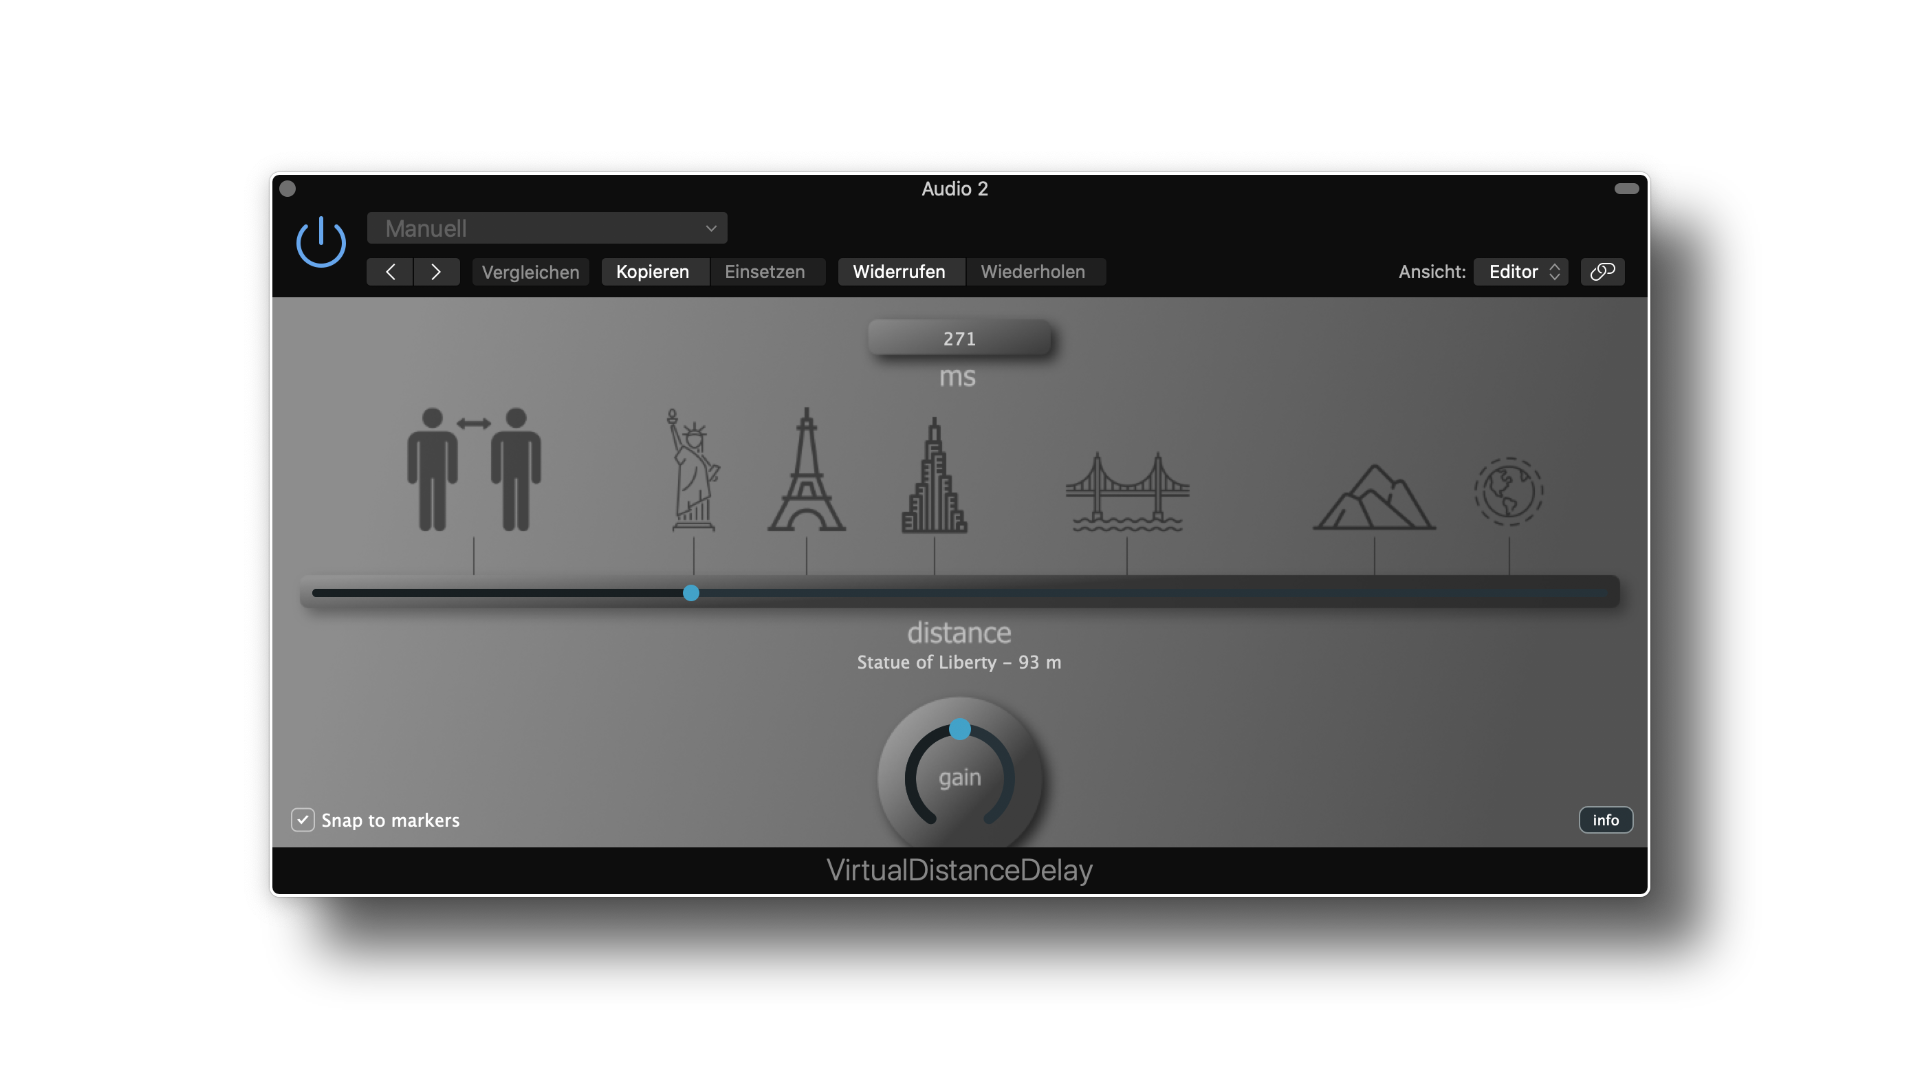 Audio 2
Manuell
Vergleichen Kopieren Einsetzen Widerrufen Wiederholen Ansicht: Editor
271
ms
distance
Statue of Liberty – 93 m
gain
Snap to markers
info
VirtualDistanceDelay